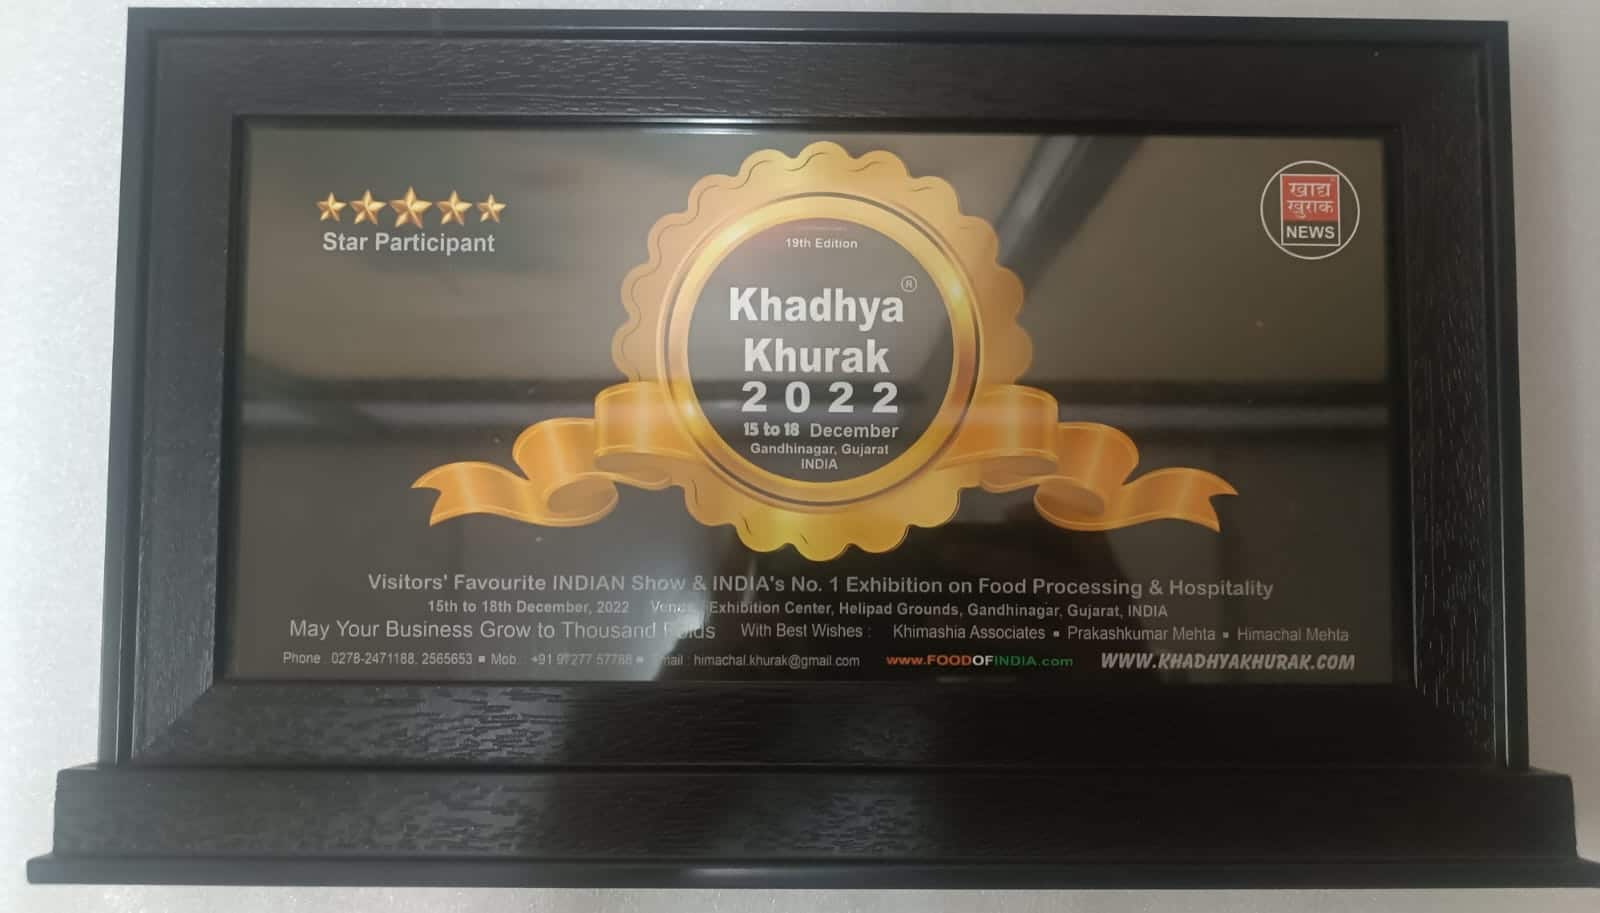 Star Participant
19th Edition
Khadhya®
Khurak
2022
15 to 18 December
Gandhinagar, Gujarat
INDIA
खाद्य
खुराक
NEWS
Visitors' Favourite INDIAN Show & INDIA's No. 1 Exhibition on Food Processing & Hospitality
15th to 18th December, 2022 Exhibition Center, Helipad Grounds, Gandhinagar, Gujarat, INDIA
May Your Business Grow to Thousand With Best Wishes : Khimashia Associates ▪ Prakashkumar Mehta ▪ Himachal Mehta
Phone : 0278-2471188, 2565653 ▪ Mob. : +91 97277 57788 ▪ Email : himachal.khurak@gmail.com www.FOODOFINDIA.com WWW.KHADHYAKHURAK.COM